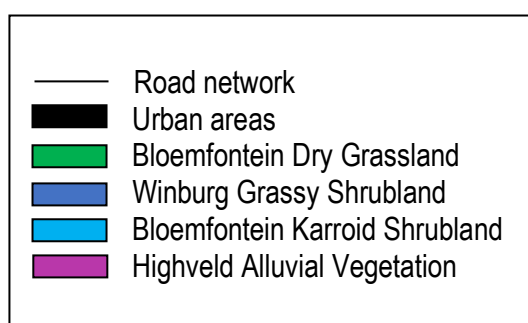 Road network
Urban areas
Bloemfontein Dry Grassland
Winburg Grassy Shrubland
Bloemfontein Karroid Shrubland
Highveld Alluvial Vegetation